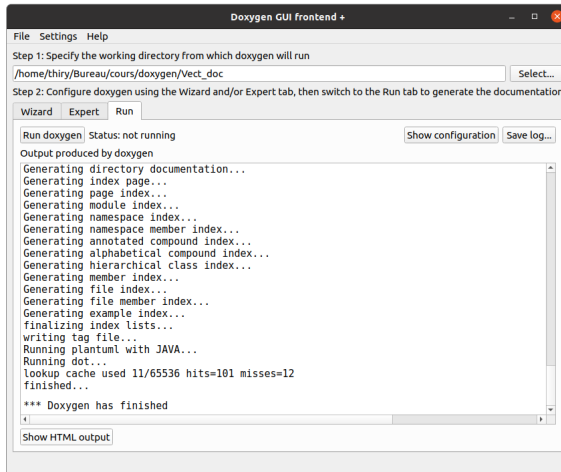 Doxygen GUI frontend +
File Settings Help
Step 1: Specify the working directory from which doxygen will run
/home/thiry/Bureau/cours/doxygen/Vect_doc Select...
Step 2: Configure doxygen using the Wizard and/or Expert tab, then switch to the Run tab to generate the documentation
Wizard Expert Run
Run doxygen Status: not running Show configuration Save log...
Output produced by doxygen
Generating directory documentation...
Generating index page...
Generating page index...
Generating module index...
Generating namespace index...
Generating namespace member index...
Generating annotated compound index...
Generating alphabetical compound index...
Generating hierarchical class index...
Generating member index...
Generating file index...
Generating file member index...
Generating example index...
finalizing index lists...
writing tag file...
Running plantuml with JAVA...
Running dot...
lookup cache used 11/65536 hits=101 misses=12
finished...
*** Doxygen has finished
Show HTML output